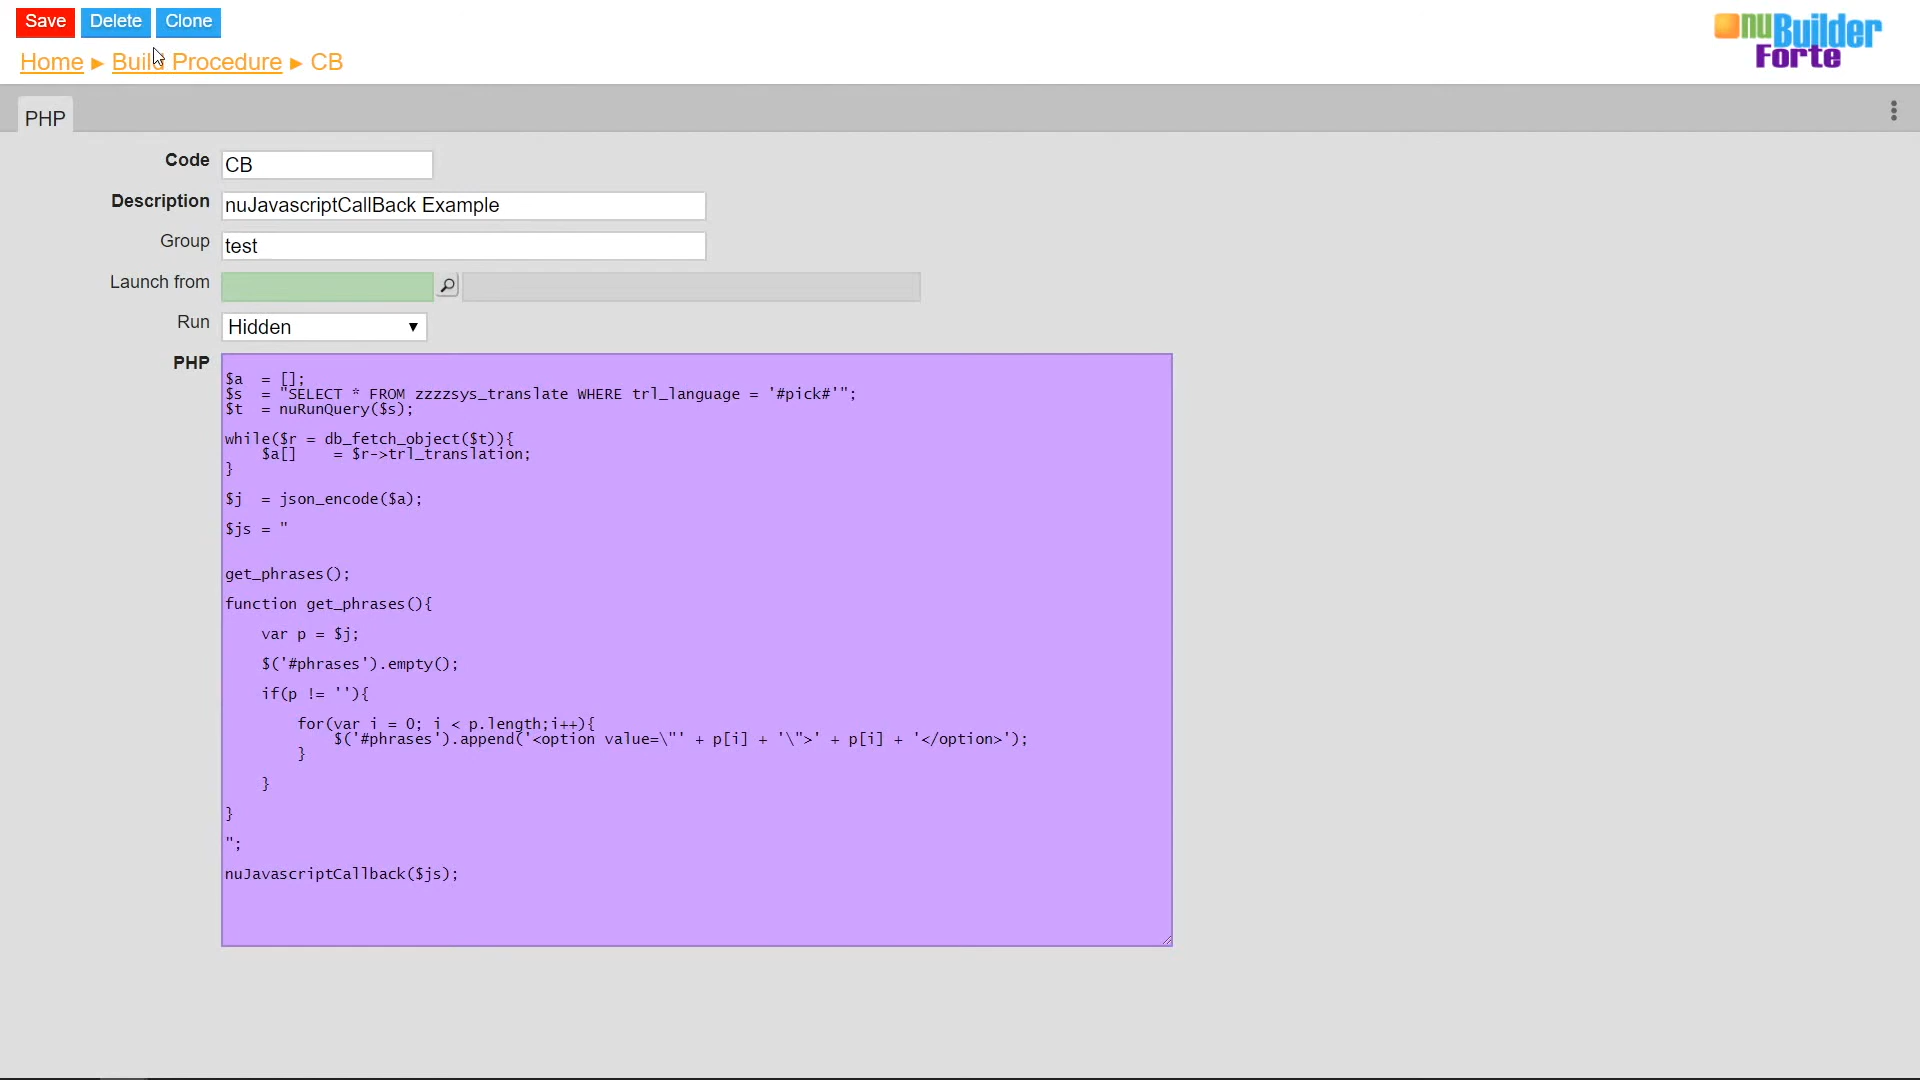 Save Delete Clone
Home ► Build Procedure ► CB
nuBuilder
Forte
PHP
Code CB
Description nuJavascriptCallBack Example
Group test
Launch from
Run Hidden
PHP
$a  = [];
$s  = "SELECT * FROM zzzzsys_translate WHERE trl_language = '#pick#'";
$t  = nuRunQuery($s);
while($r = db_fetch_object($t)){
    $a[]    = $r->trl_translation;
}
$j  = json_encode($a);
$js = "
get_phrases();
function get_phrases(){
    var p = $j;
    $('#phrases').empty();
    if(p != ''){
        for(var i = 0; i < p.length;i++){
            $('#phrases').append('<option value=\"' + p[i] + '\">' + p[i] + '</option>');
        }
    }
}
";
nuJavascriptCallback($js);